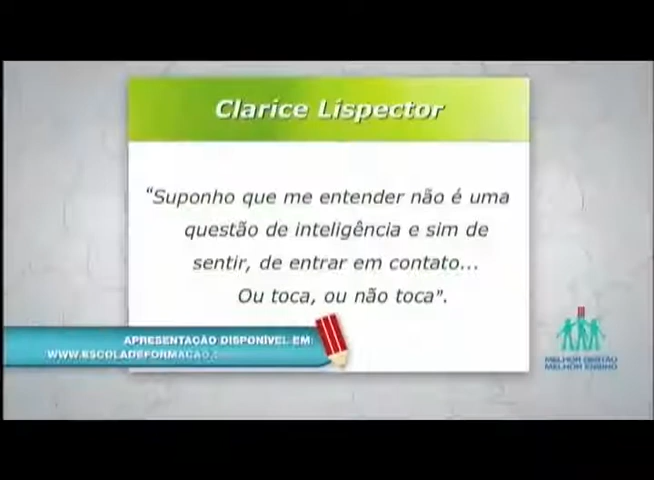 Clarice Lispector
"Suponho que me entender não é uma
questão de inteligência e sim de
sentir, de entrar em contato...
Ou toca, ou não toca".
APRESENTAÇÃO DISPONÍVEL EM:
WWW.ESCOLADEFORMACAO.
MELHOR GESTÃO
MELHOR ENSINO